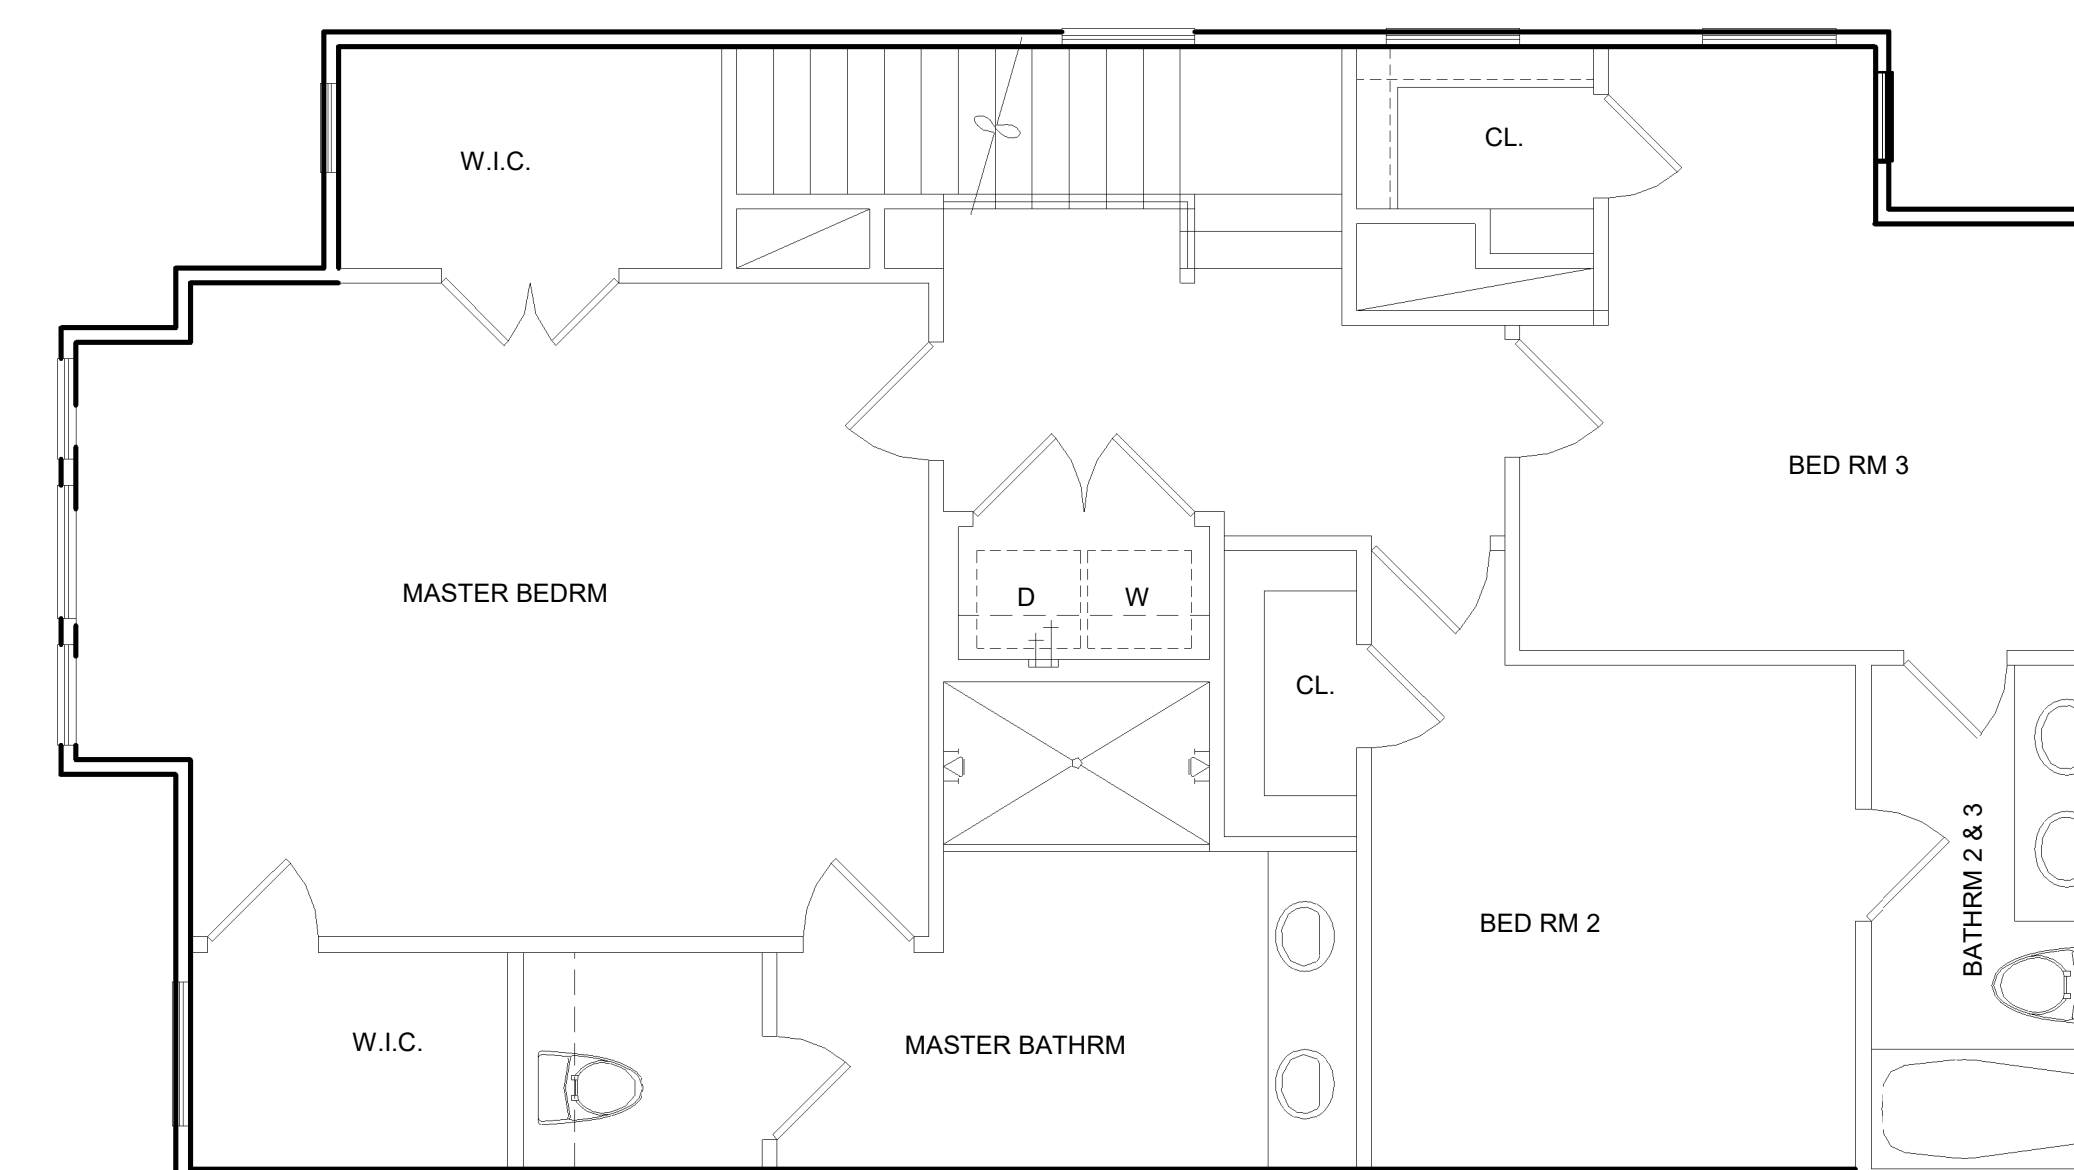 CL.
W.I.C.
BED RM 3
MASTER BEDRM
D
W
CL.
BATHRM 2 & 3
BED RM 2
W.I.C.
MASTER BATHRM